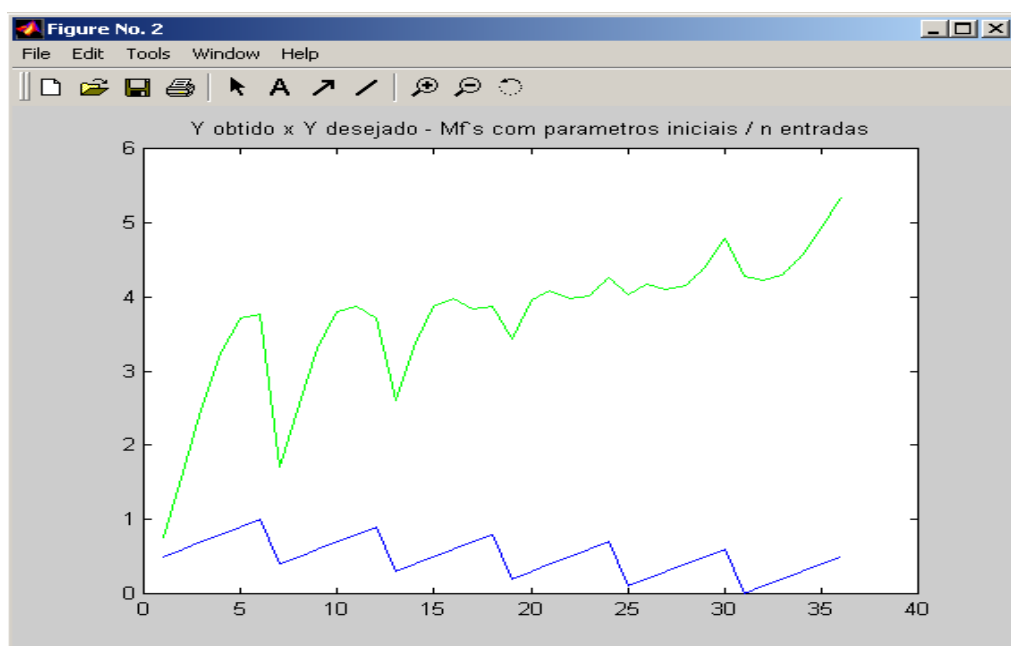 Figure No. 2
File Edit Tools Window Help
A
Y obtido x Y desejado - Mf's com parametros iniciais / n entradas
6
5
4
3
2
1
0
0 5 10 15 20 25 30 35 40